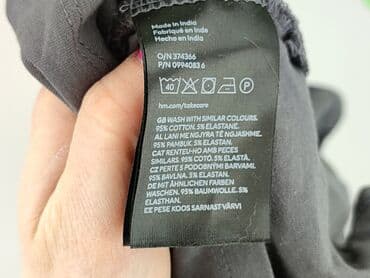 Made in India
Fabriqué en Inde
Hecho en India
O/N 374366
P/N 0994083 6
40
P
hm.com/takecare
GB WASH WITH SIMILAR COLOURS.
95% COTTON. 5% ELASTANE.
AL LANI ME NGJYRA TË NGJASHME.
95% PAMBUK. 5% ELASTAN.
CAT RENTEU-NO AMB PECES
SIMILARS. 95% COTÓ. 5% ELASTÀ.
CZ PERTE S PODOBNÝMI BARVAMI.
95% BAVLNA. 5% ELASTAN.
DE MIT ÄHNLICHEN FARBEN
WASCHEN. 95% BAUMWOLLE. 5%
ELASTHAN.
EE PESE KOOS SARNAST VÄRVI